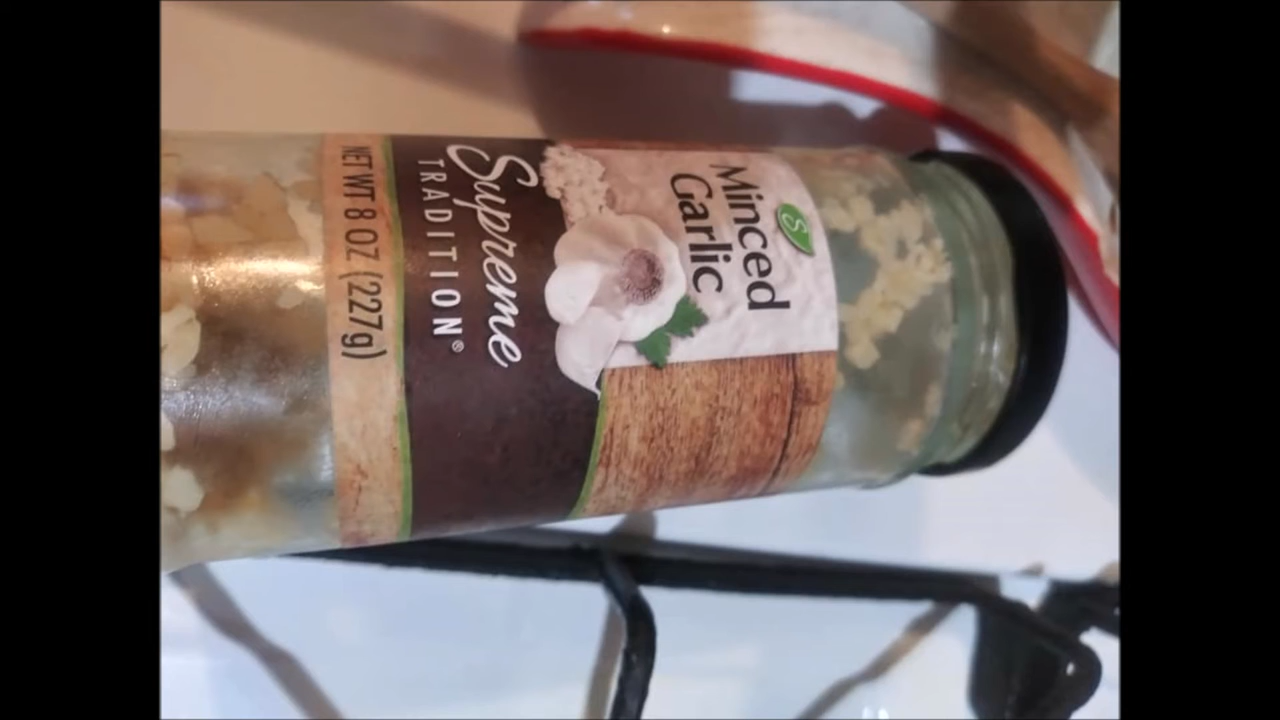 S
Minced
Garlic
Supreme
TRADITION®
NET WT 8 OZ (227g)